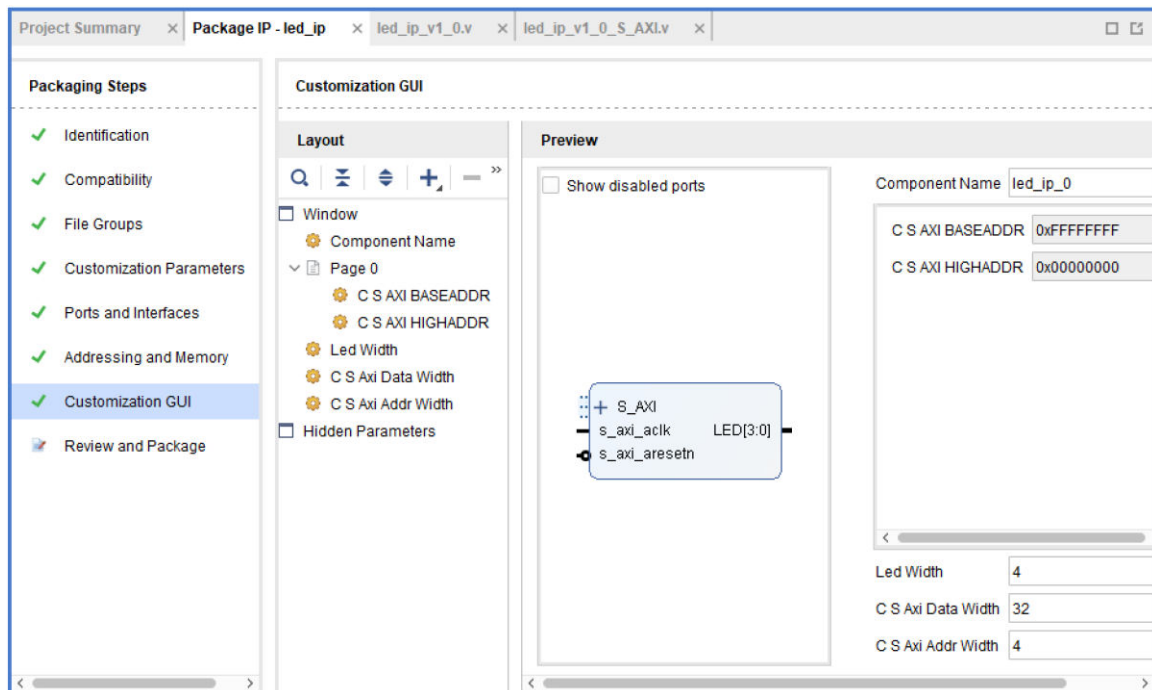 Project Summary
Package IP - led_ip
led_ip_v1_0.v
led_ip_v1_0_S_AXI.v
Packaging Steps
Identification
Compatibility
File Groups
Customization Parameters
Ports and Interfaces
Addressing and Memory
Customization GUI
Review and Package
Customization GUI
Layout
Window
Component Name
Page 0
C S AXI BASEADDR
C S AXI HIGHADDR
Led Width
C S Axi Data Width
C S Axi Addr Width
Hidden Parameters
Preview
Show disabled ports
S_AXI
s_axi_aclk
s_axi_aresetn
LED[3:0]
Component Name led_ip_0
C S AXI BASEADDR 0xFFFFFFFF
C S AXI HIGHADDR 0x00000000
Led Width 4
C S Axi Data Width 32
C S Axi Addr Width 4